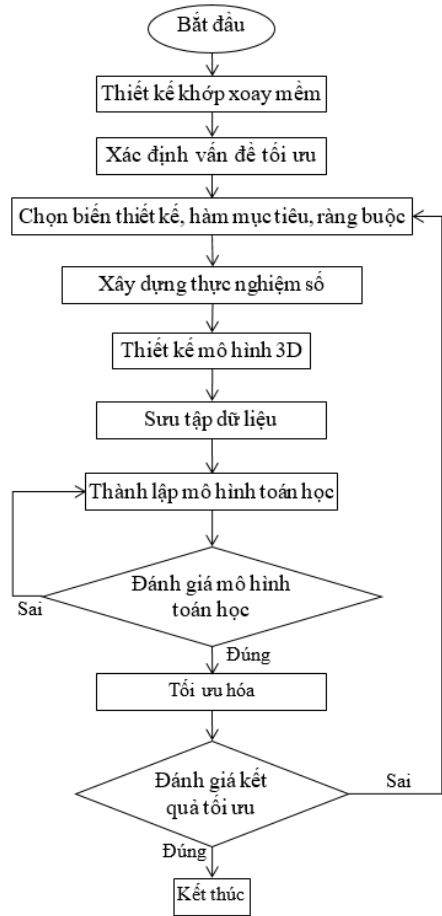 Bắt đầu
Thiết kế khớp xoay mềm
Xác định vấn đề tối ưu
Chọn biến thiết kế, hàm mục tiêu, ràng buộc
Xây dựng thực nghiệm số
Thiết kế mô hình 3D
Sưu tập dữ liệu
Thành lập mô hình toán học
Đánh giá mô hình
toán học
Sai
Đúng
Tối ưu hóa
Đánh giá kết
quả tối ưu
Sai
Đúng
Kết thúc